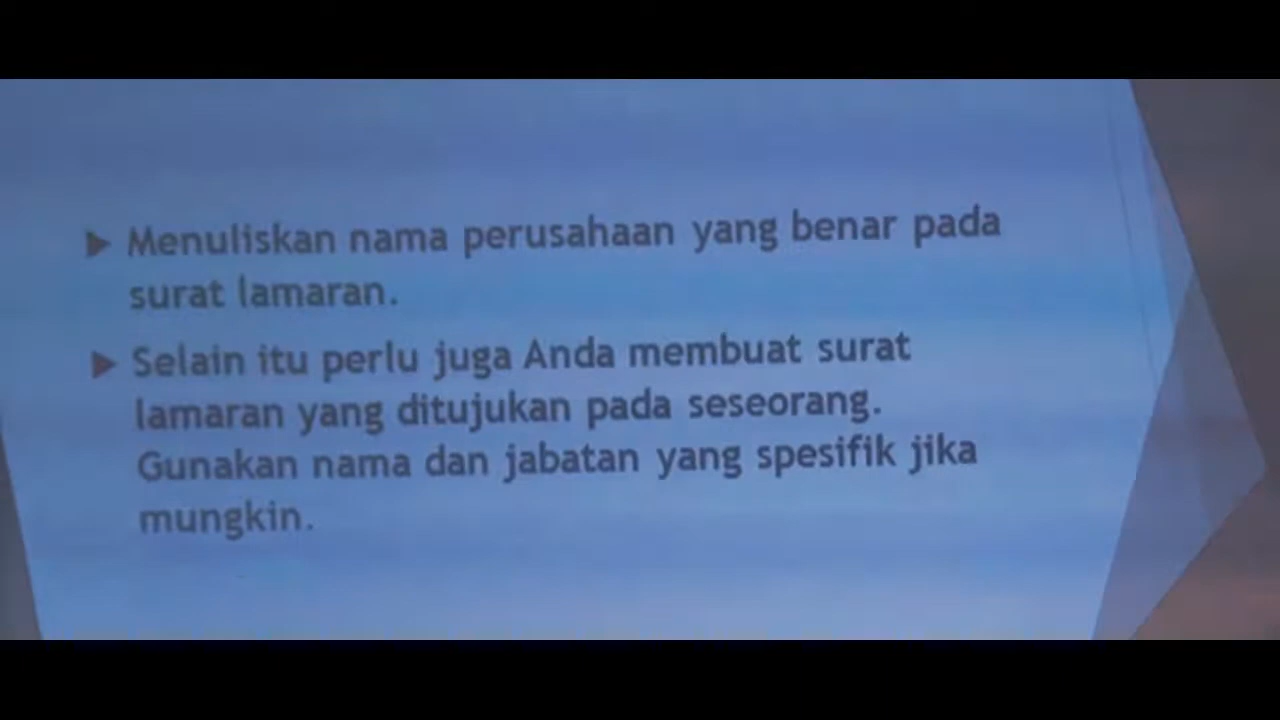 Menuliskan nama perusahaan yang benar pada
surat lamaran.
Selain itu perlu juga Anda membuat surat
lamaran yang ditujukan pada seseorang.
Gunakan nama dan jabatan yang spesifik jika
mungkin.